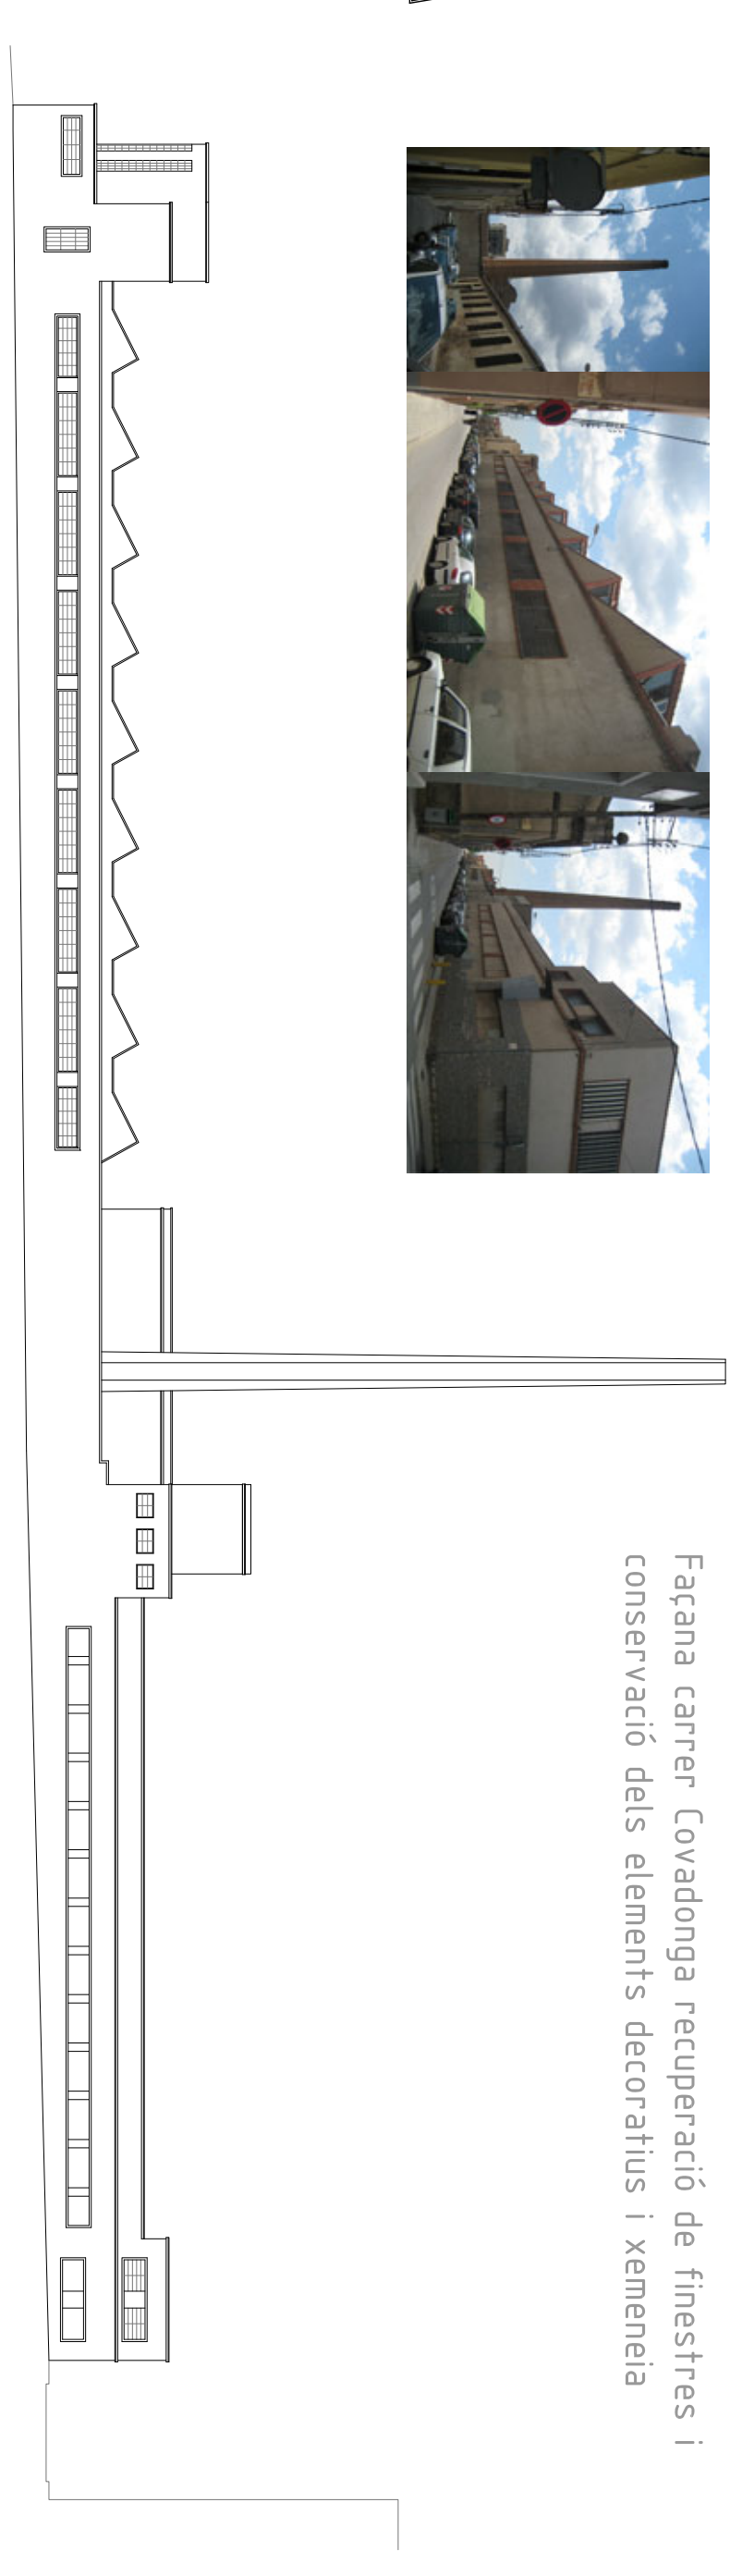 Façana carrer Covadonga recuperació de finestres i
conservació dels elements decoratius i xemeneia